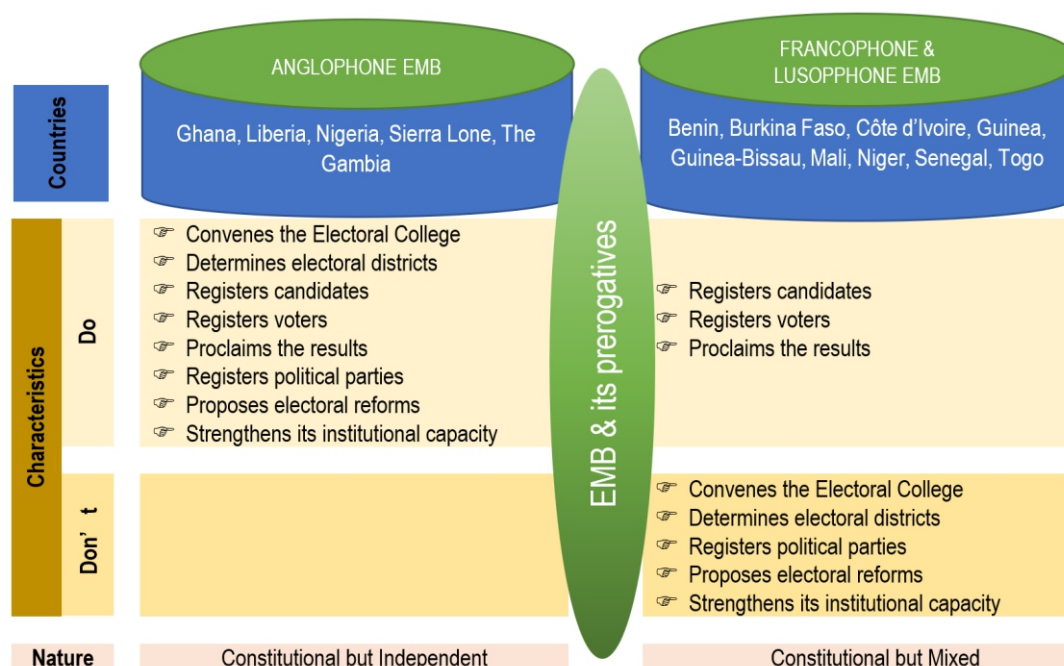 ANGLOPHONE EMB
FRANCOPHONE &
LUSOPPHONE EMB
Countries
Ghana, Liberia, Nigeria, Sierra Lone, The
Gambia
Benin, Burkina Faso, Côte d'Ivoire, Guinea,
Guinea-Bissau, Mali, Niger, Senegal, Togo
EMB & its prerogatives
Characteristics
Do
Convenes the Electoral College
Determines electoral districts
Registers candidates
Registers voters
Proclaims the results
Registers political parties
Proposes electoral reforms
Strengthens its institutional capacity
Registers candidates
Registers voters
Proclaims the results
Don' t
Convenes the Electoral College
Determines electoral districts
Registers political parties
Proposes electoral reforms
Strengthens its institutional capacity
Nature
Constitutional but Independent
Constitutional but Mixed